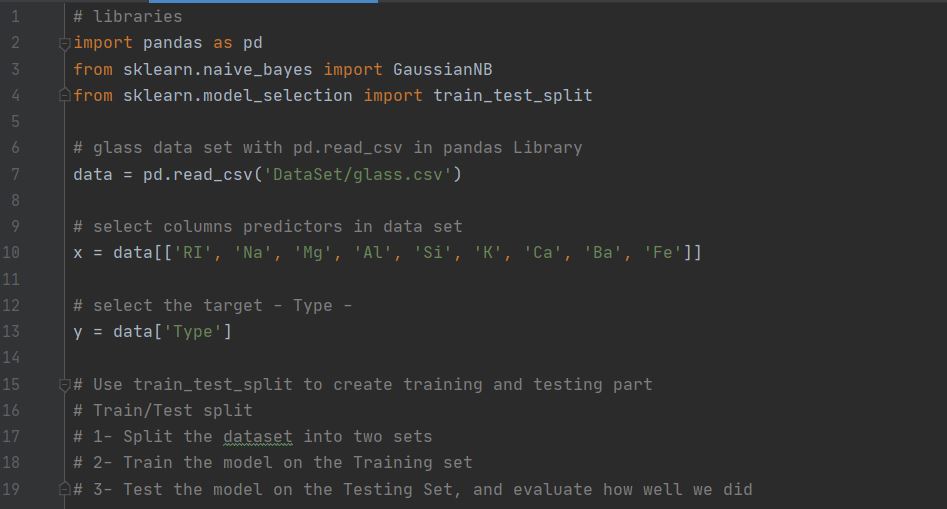 1 # libraries
2 import pandas as pd
3 from sklearn.naive_bayes import GaussianNB
4 from sklearn.model_selection import train_test_split
5
6 # glass data set with pd.read_csv in pandas Library
7 data = pd.read_csv('DataSet/glass.csv')
8
9 # select columns predictors in data set
10 x = data[['RI', 'Na', 'Mg', 'Al', 'Si', 'K', 'Ca', 'Ba', 'Fe']]
11
12 # select the target - Type -
13 y = data['Type']
14
15 # Use train_test_split to create training and testing part
16 # Train/Test split
17 # 1- Split the dataset into two sets
18 # 2- Train the model on the Training set
19 # 3- Test the model on the Testing Set, and evaluate how well we did